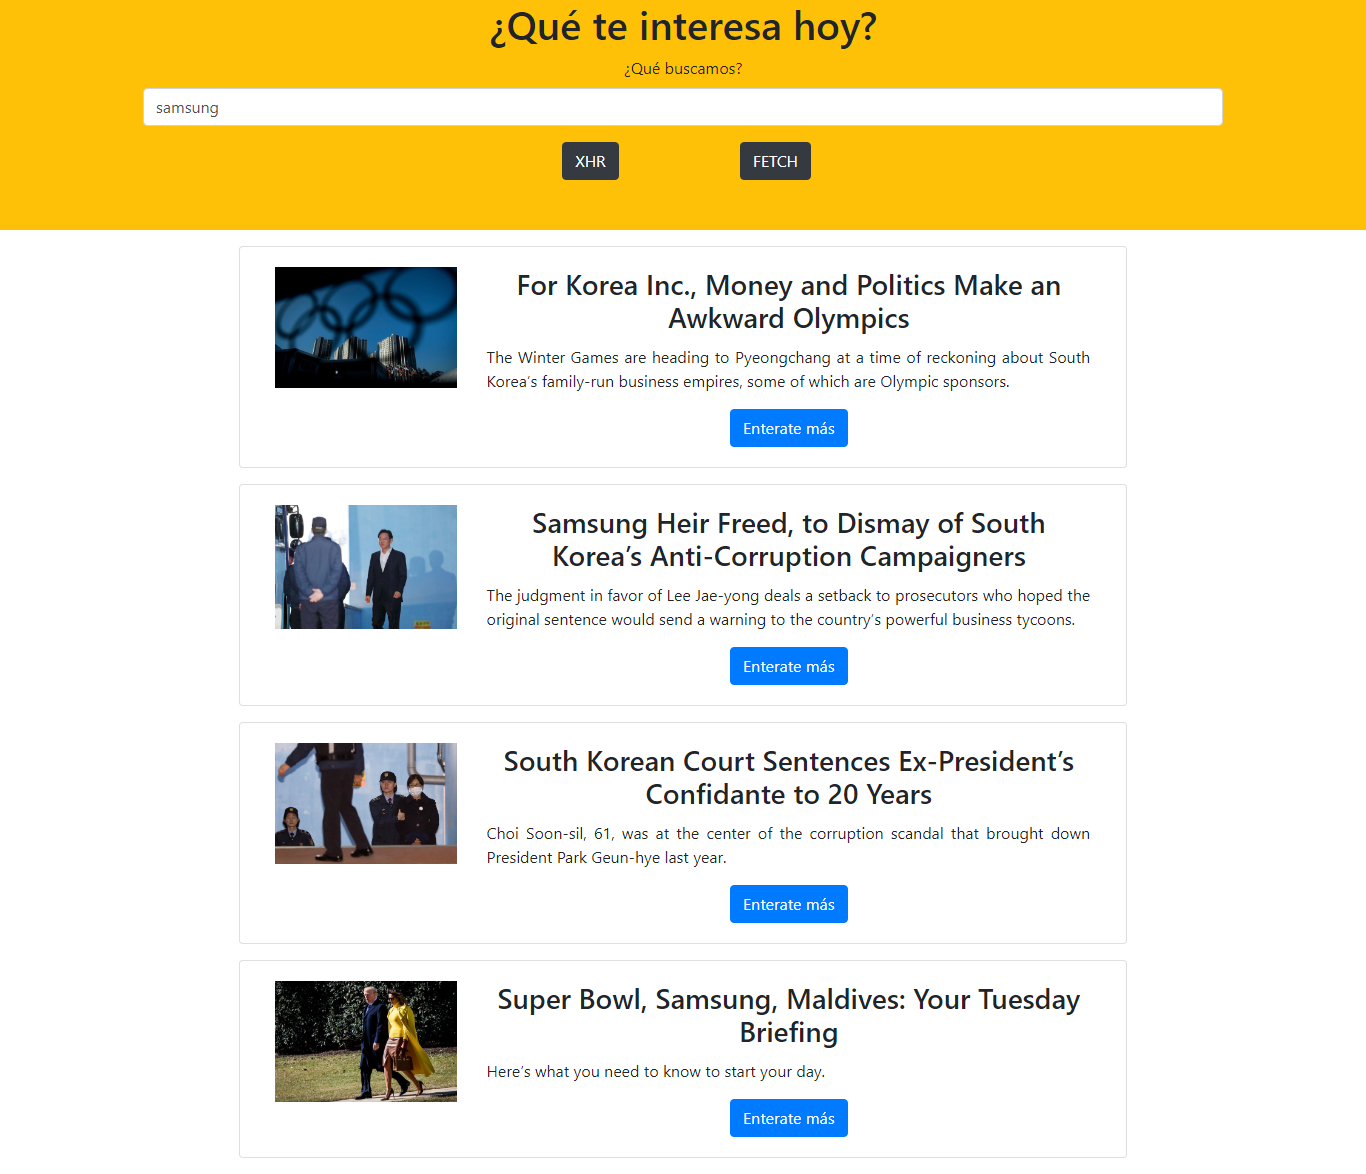 ¿Qué te interesa hoy?
¿Qué buscamos?
samsung
XHR
FETCH
For Korea Inc., Money and Politics Make an
Awkward Olympics
The Winter Games are heading to Pyeongchang at a time of reckoning about South
Korea’s family-run business empires, some of which are Olympic sponsors.
Enterate más
Samsung Heir Freed, to Dismay of South
Korea’s Anti-Corruption Campaigners
The judgment in favor of Lee Jae-yong deals a setback to prosecutors who hoped the
original sentence would send a warning to the country’s powerful business tycoons.
Enterate más
South Korean Court Sentences Ex-President’s
Confidante to 20 Years
Choi Soon-sil, 61, was at the center of the corruption scandal that brought down
President Park Geun-hye last year.
Enterate más
Super Bowl, Samsung, Maldives: Your Tuesday
Briefing
Here’s what you need to know to start your day.
Enterate más